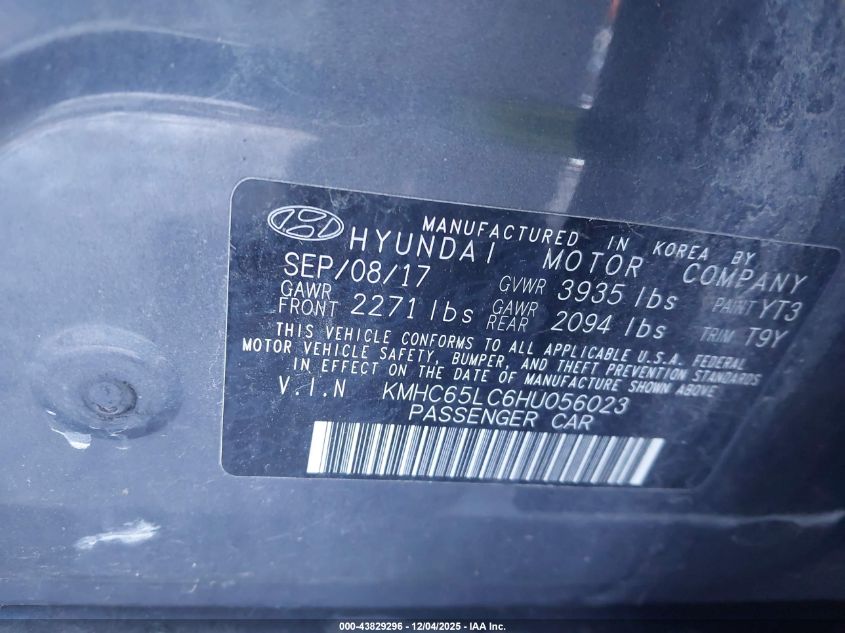 MANUFACTURED IN KOREA BY
HYUNDAI MOTOR COMPANY
SEP/08/17 GVWR 3935 lbs PAINT YT3
GAWR FRONT 2271 lbs GAWR REAR 2094 lbs TRIM T9Y
THIS VEHICLE CONFORMS TO ALL APPLICABLE U.S.A. FEDERAL
MOTOR VEHICLE SAFETY, BUMPER, AND THEFT PREVENTION STANDARDS
IN EFFECT ON THE DATE OF MANUFACTURE SHOWN ABOVE
V.I.N KMHC65LC6HU056023
PASSENGER CAR
000-43829296 - 12/04/2025 - IAA Inc.